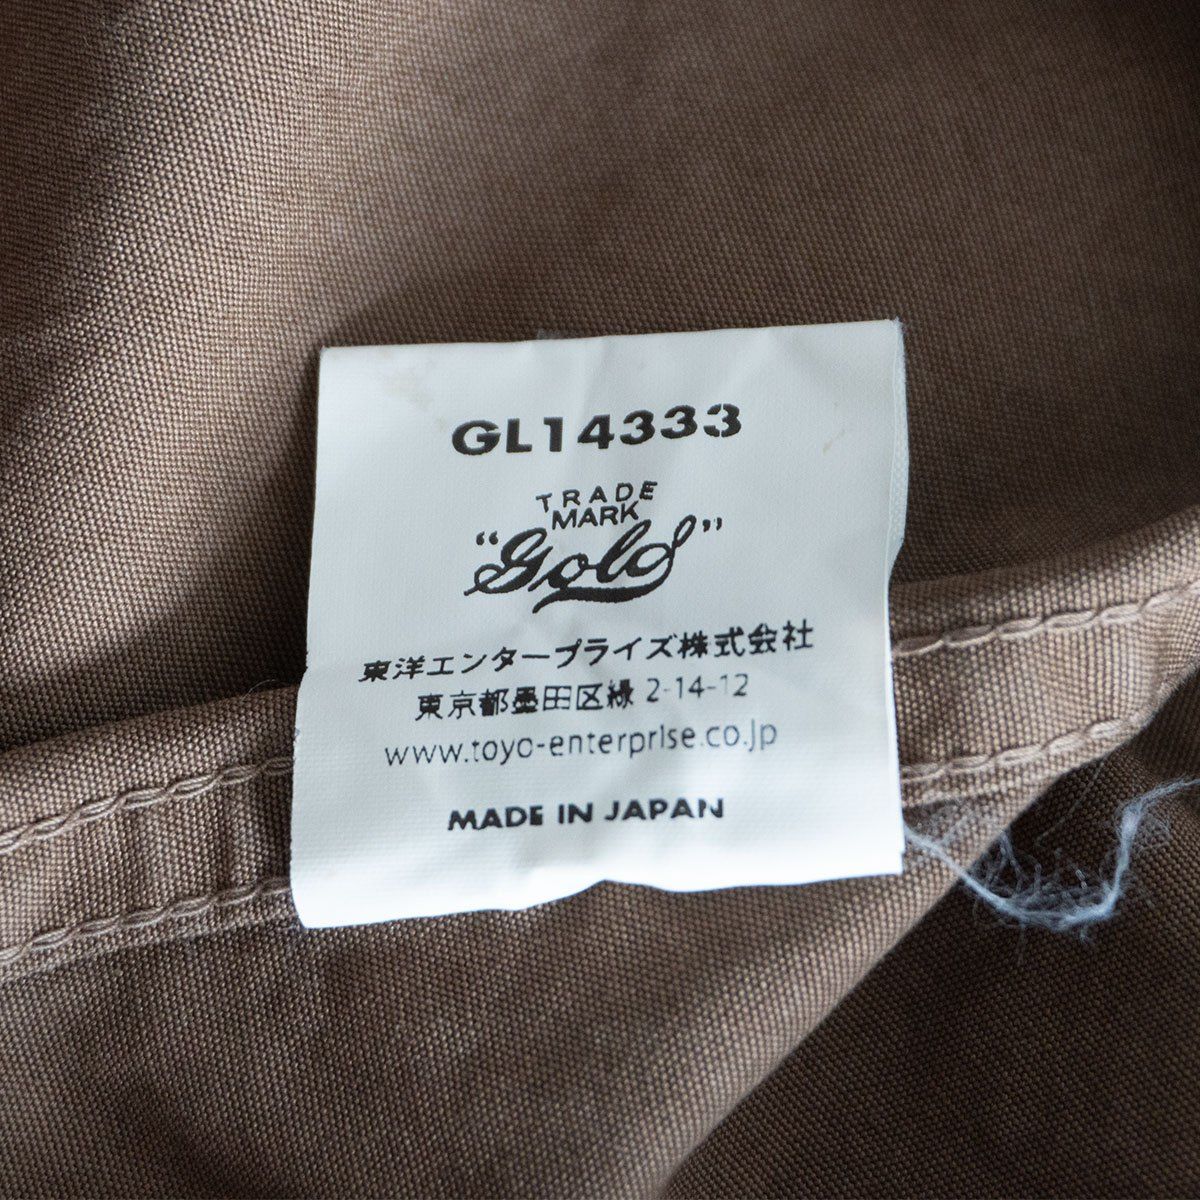 GL14333
TRADE
MARK
"Gold"
東洋エンタープライズ株式会社
東京都墨田区緑 2-14-12
www.toyo-enterprise.co.jp
MADE IN JAPAN